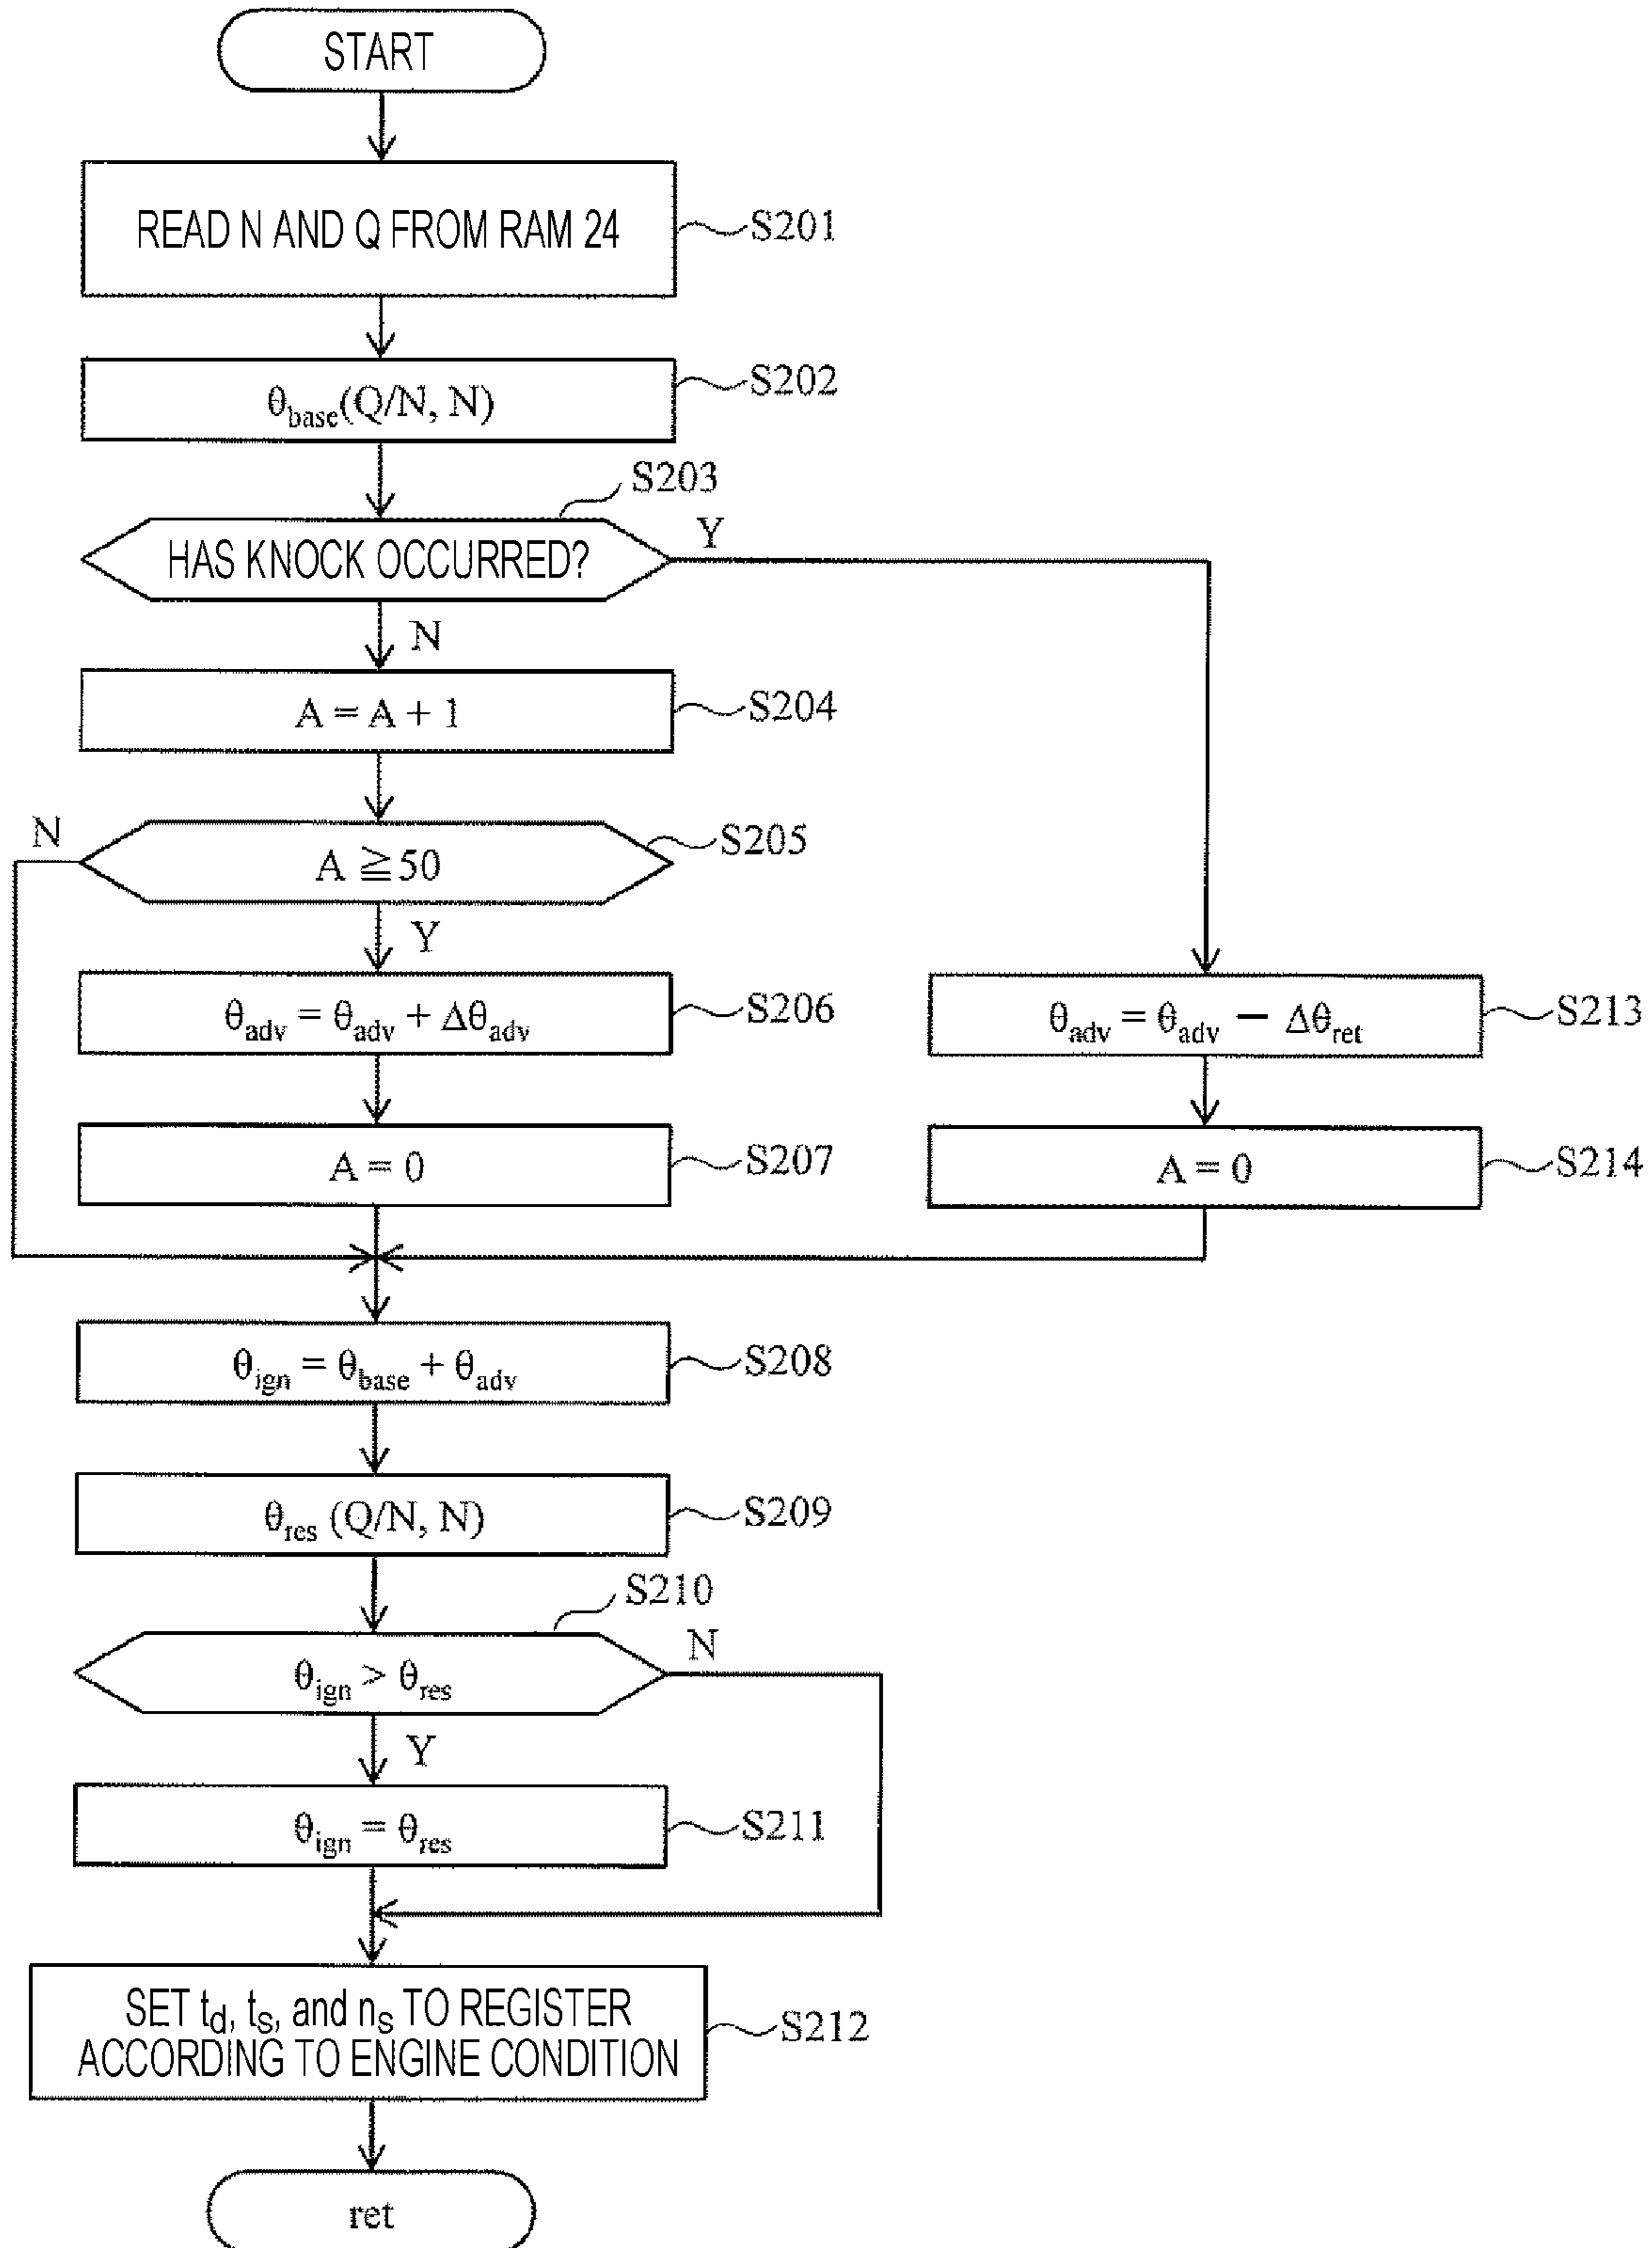 START
READ N AND Q FROM RAM 24
S201
θbase(Q/N, N)
S202
S203
HAS KNOCK OCCURRED?
Y
N
A = A + 1
S204
N
A ≧ 50
S205
Y
θadv = θadv + Δθadv
S206
θadv = θadv − Δθret
S213
A = 0
S207
A = 0
S214
θign = θbase + θadv
S208
θres (Q/N, N)
S209
S210
θign > θres
N
Y
θign = θres
S211
SET td, ts, and ns TO REGISTER
ACCORDING TO ENGINE CONDITION
S212
ret